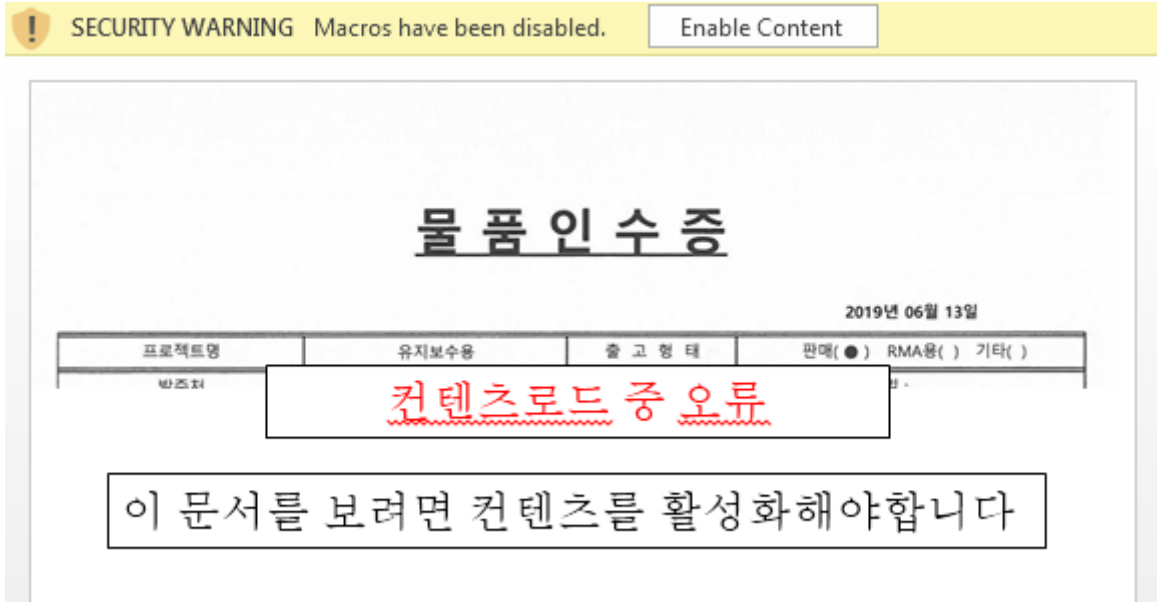 SECURITY WARNING Macros have been disabled. Enable Content
물 품 인 수 증
2019년 06월 13일
프로젝트명 유지보수용 출 고 형 태 판매( ● ) RMA용( ) 기타( )
발주처
컨텐츠로드 중 오류
이 문서를 보려면 컨텐츠를 활성화해야합니다